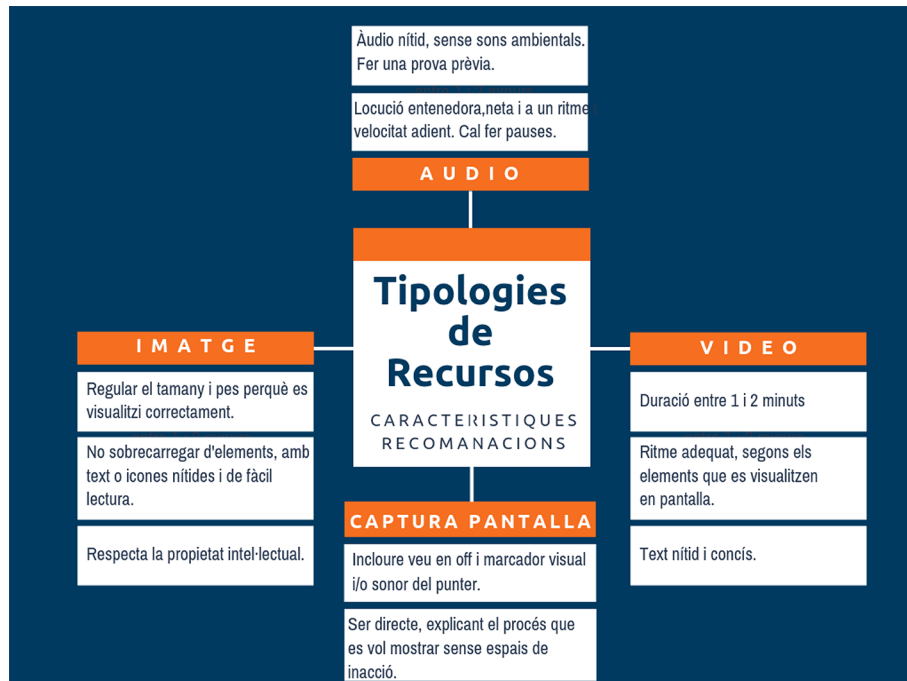 Àudio nítid, sense sons ambientals.
Fer una prova prèvia.
Locució entenedora,neta i a un ritme i
velocitat adient. Cal fer pauses.
AUDIO
Tipologies
de
Recursos
CARACTERISTIQUES
RECOMANACIONS
IMATGE
Regular el tamany i pes perquè es
visualitzi correctament.
No sobrecarregar d'elements, amb
text o icones nítides i de fàcil
lectura.
Respecta la propietat intel·lectual.
VIDEO
Duració entre 1 i 2 minuts
Ritme adequat, segons els
elements que es visualitzen
en pantalla.
Text nítid i concís.
CAPTURA PANTALLA
Incloure veu en off i marcador visual
i/o sonor del punter.
Ser directe, explicant el procés que
es vol mostrar sense espais de
inacció.